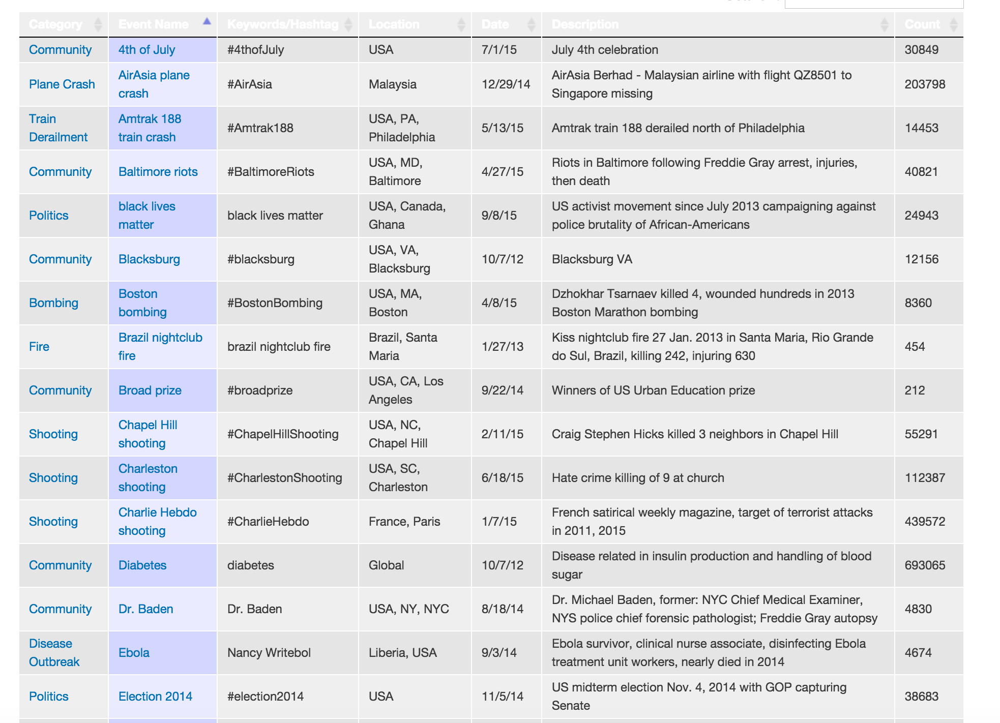 Category Event Name Keywords/Hashtag Location Date Description Count
Community 4th of July #4thofJuly USA 7/1/15 July 4th celebration 30849
Plane Crash AirAsia plane #AirAsia Malaysia 12/29/14 AirAsia Berhad - Malaysian airline with flight QZ8501 to 203798
crash Singapore missing
Train Amtrak 188 #Amtrak188 USA, PA, 5/13/15 Amtrak train 188 derailed north of Philadelphia 14453
Derailment train crash Philadelphia
Community Baltimore riots #BaltimoreRiots USA, MD, 4/27/15 Riots in Baltimore following Freddie Gray arrest, injuries, 40821
Baltimore then death
Politics black lives black lives matter USA, Canada, 9/8/15 US activist movement since July 2013 campaigning against 24943
matter Ghana police brutality of African-Americans
Community Blacksburg #blacksburg USA, VA, 10/7/12 Blacksburg VA 12156
Blacksburg
Bombing Boston #BostonBombing USA, MA, 4/8/15 Dzhokhar Tsarnaev killed 4, wounded hundreds in 2013 8360
bombing Boston Boston Marathon bombing
Fire Brazil nightclub brazil nightclub fire Brazil, Santa 1/27/13 Kiss nightclub fire 27 Jan. 2013 in Santa Maria, Rio Grande 454
fire Maria do Sul, Brazil, killing 242, injuring 630
Community Broad prize #broadprize USA, CA, Los 9/22/14 Winners of US Urban Education prize 212
Angeles
Shooting Chapel Hill #ChapelHillShooting USA, NC, 2/11/15 Craig Stephen Hicks killed 3 neighbors in Chapel Hill 55291
shooting Chapel Hill
Shooting Charleston #CharlestonShooting USA, SC, 6/18/15 Hate crime killing of 9 at church 112387
shooting Charleston
Shooting Charlie Hebdo #CharlieHebdo France, Paris 1/7/15 French satirical weekly magazine, target of terrorist attacks 439572
shooting in 2011, 2015
Community Diabetes diabetes Global 10/7/12 Disease related in insulin production and handling of blood 693065
sugar
Community Dr. Baden Dr. Baden USA, NY, NYC 8/18/14 Dr. Michael Baden, former: NYC Chief Medical Examiner, 4830
NYS police chief forensic pathologist; Freddie Gray autopsy
Disease Ebola Nancy Writebol Liberia, USA 9/3/14 Ebola survivor, clinical nurse associate, disinfecting Ebola 4674
Outbreak treatment unit workers, nearly died in 2014
Politics Election 2014 #election2014 USA 11/5/14 US midterm election Nov. 4, 2014 with GOP capturing 38683
Senate